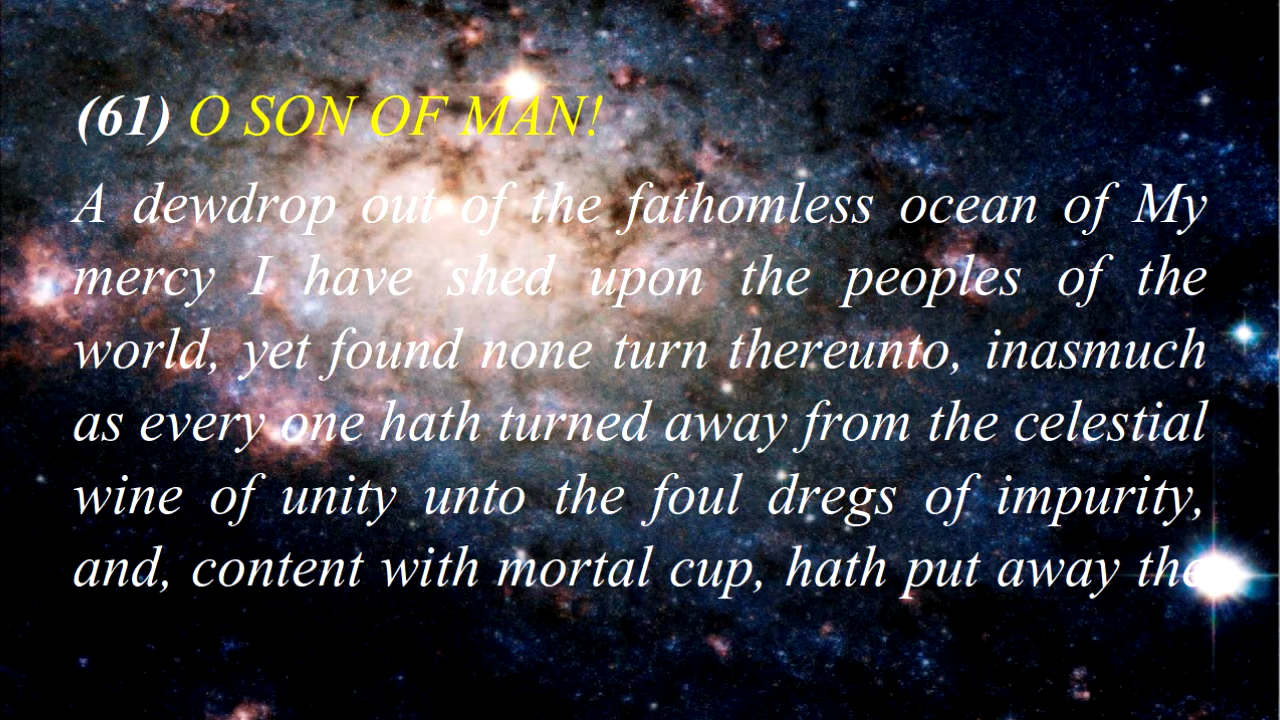 (61) O SON OF MAN!
A dewdrop out of the fathomless ocean of My
mercy I have shed upon the peoples of the
world, yet found none turn thereunto, inasmuch
as every one hath turned away from the celestial
wine of unity unto the foul dregs of impurity,
and, content with mortal cup, hath put away the